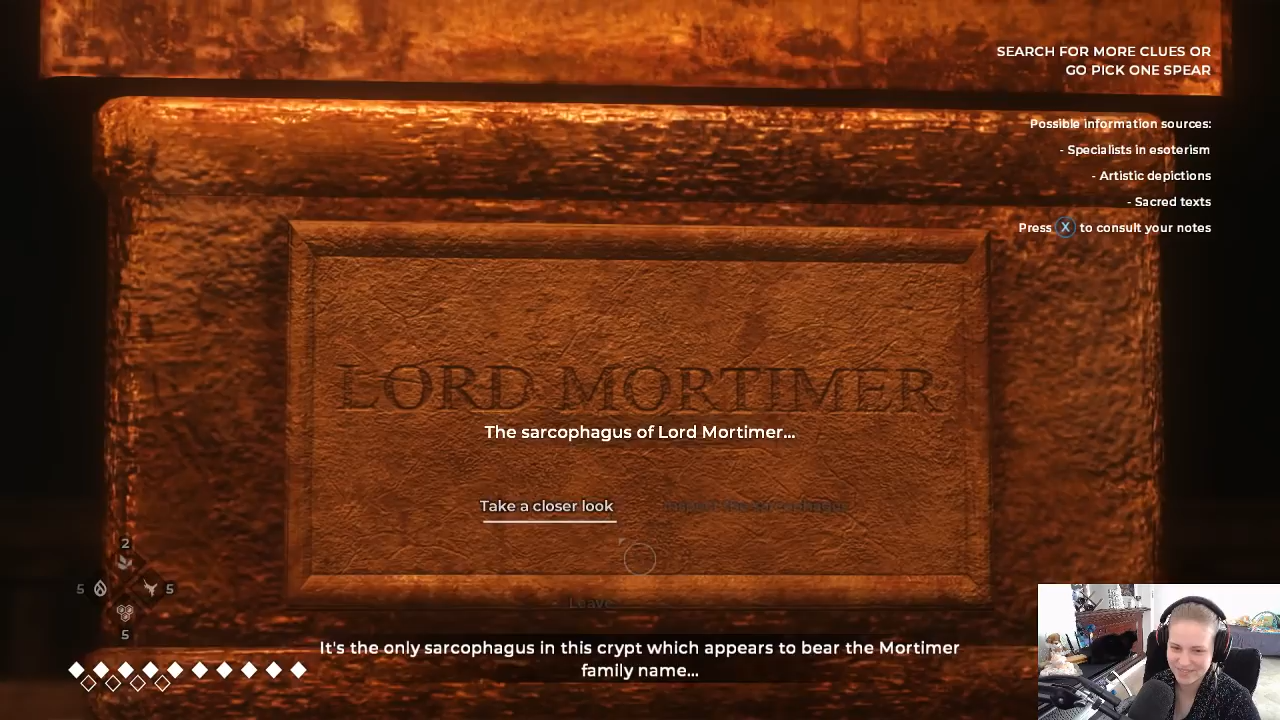 SEARCH FOR MORE CLUES OR
GO PICK ONE SPEAR
Possible information sources:
- Specialists in esoterism
- Artistic depictions
- Sacred texts
Press X to consult your notes
LORD MORTIMER
The sarcophagus of Lord Mortimer...
Take a closer look
Leave
2
5 5
5
It's the only sarcophagus in this crypt which appears to bear the Mortimer
family name...